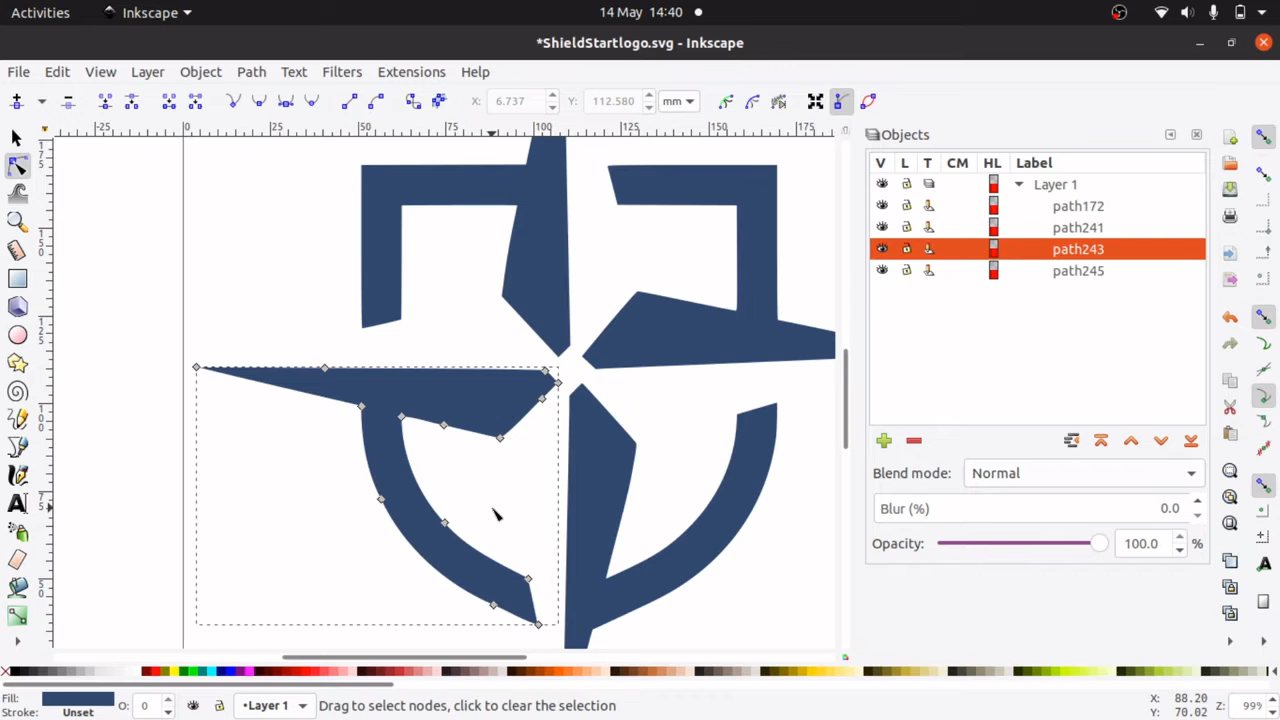 Activities
Inkscape
14 May 14:40
*ShieldStartlogo.svg - Inkscape
File Edit View Layer Object Path Text Filters Extensions Help
X: 6.737 Y: 112.580 mm
-25 0 25 50 75 100 125 150 175
Objects
V L T CM HL Label
Layer 1
path172
path241
path243
path245
Blend mode: Normal
Blur (%) 0.0
Opacity: 100.0 %
Fill:
Stroke: Unset
O: 0
•Layer 1
Drag to select nodes, click to clear the selection
X: 88.20
Y: 70.02
Z: 99%